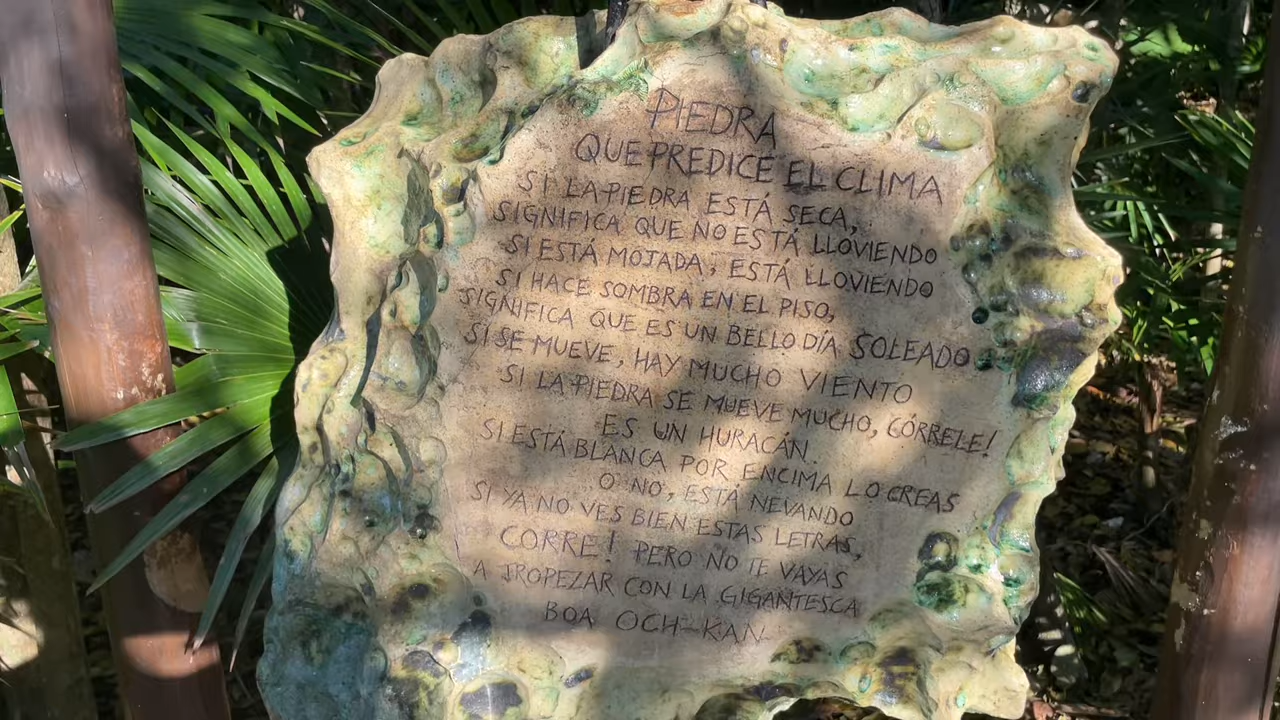 PIEDRA
QUE PREDICE EL CLIMA
SI LA PIEDRA ESTÁ SECA,
SIGNIFICA QUE NO ESTÁ LLOVIENDO
SI ESTÁ MOJADA, ESTÁ LLOVIENDO
SI HACE SOMBRA EN EL PISO,
SIGNIFICA QUE ES UN BELLO DÍA SOLEADO
SI SE MUEVE, HAY MUCHO VIENTO
SI LA PIEDRA SE MUEVE MUCHO, CÓRRELE!
ES UN HURACÁN.
SI ESTÁ BLANCA POR ENCIMA LO CREAS
O NO, ESTÁ NEVANDO
SI YA NO VES BIEN ESTAS LETRAS,
CORRE! PERO NO TE VAYAS
A TROPEZAR CON LA GIGANTESCA
BOA OCH-KAN